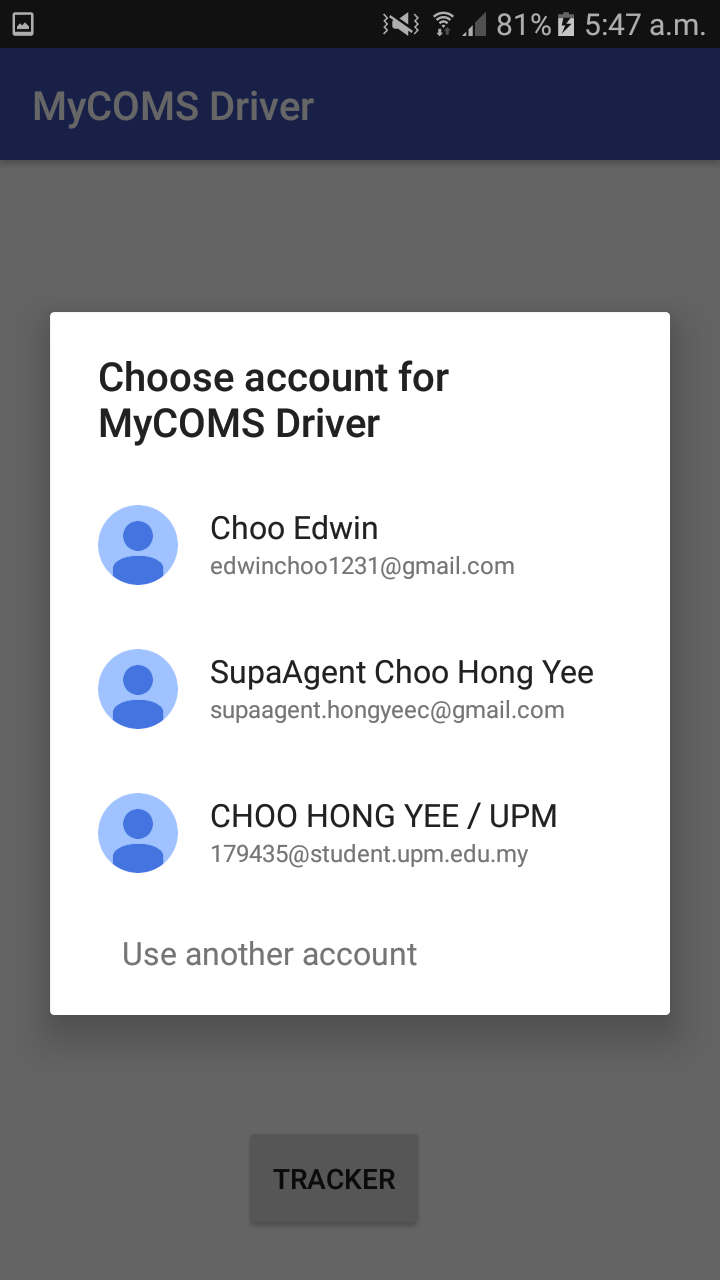 81% 5:47 a.m.
MyCOMS Driver
Choose account for
MyCOMS Driver
Choo Edwin
edwinchoo1231@gmail.com
SupaAgent Choo Hong Yee
supaagent.hongyeec@gmail.com
CHOO HONG YEE / UPM
179435@student.upm.edu.my
Use another account
TRACKER